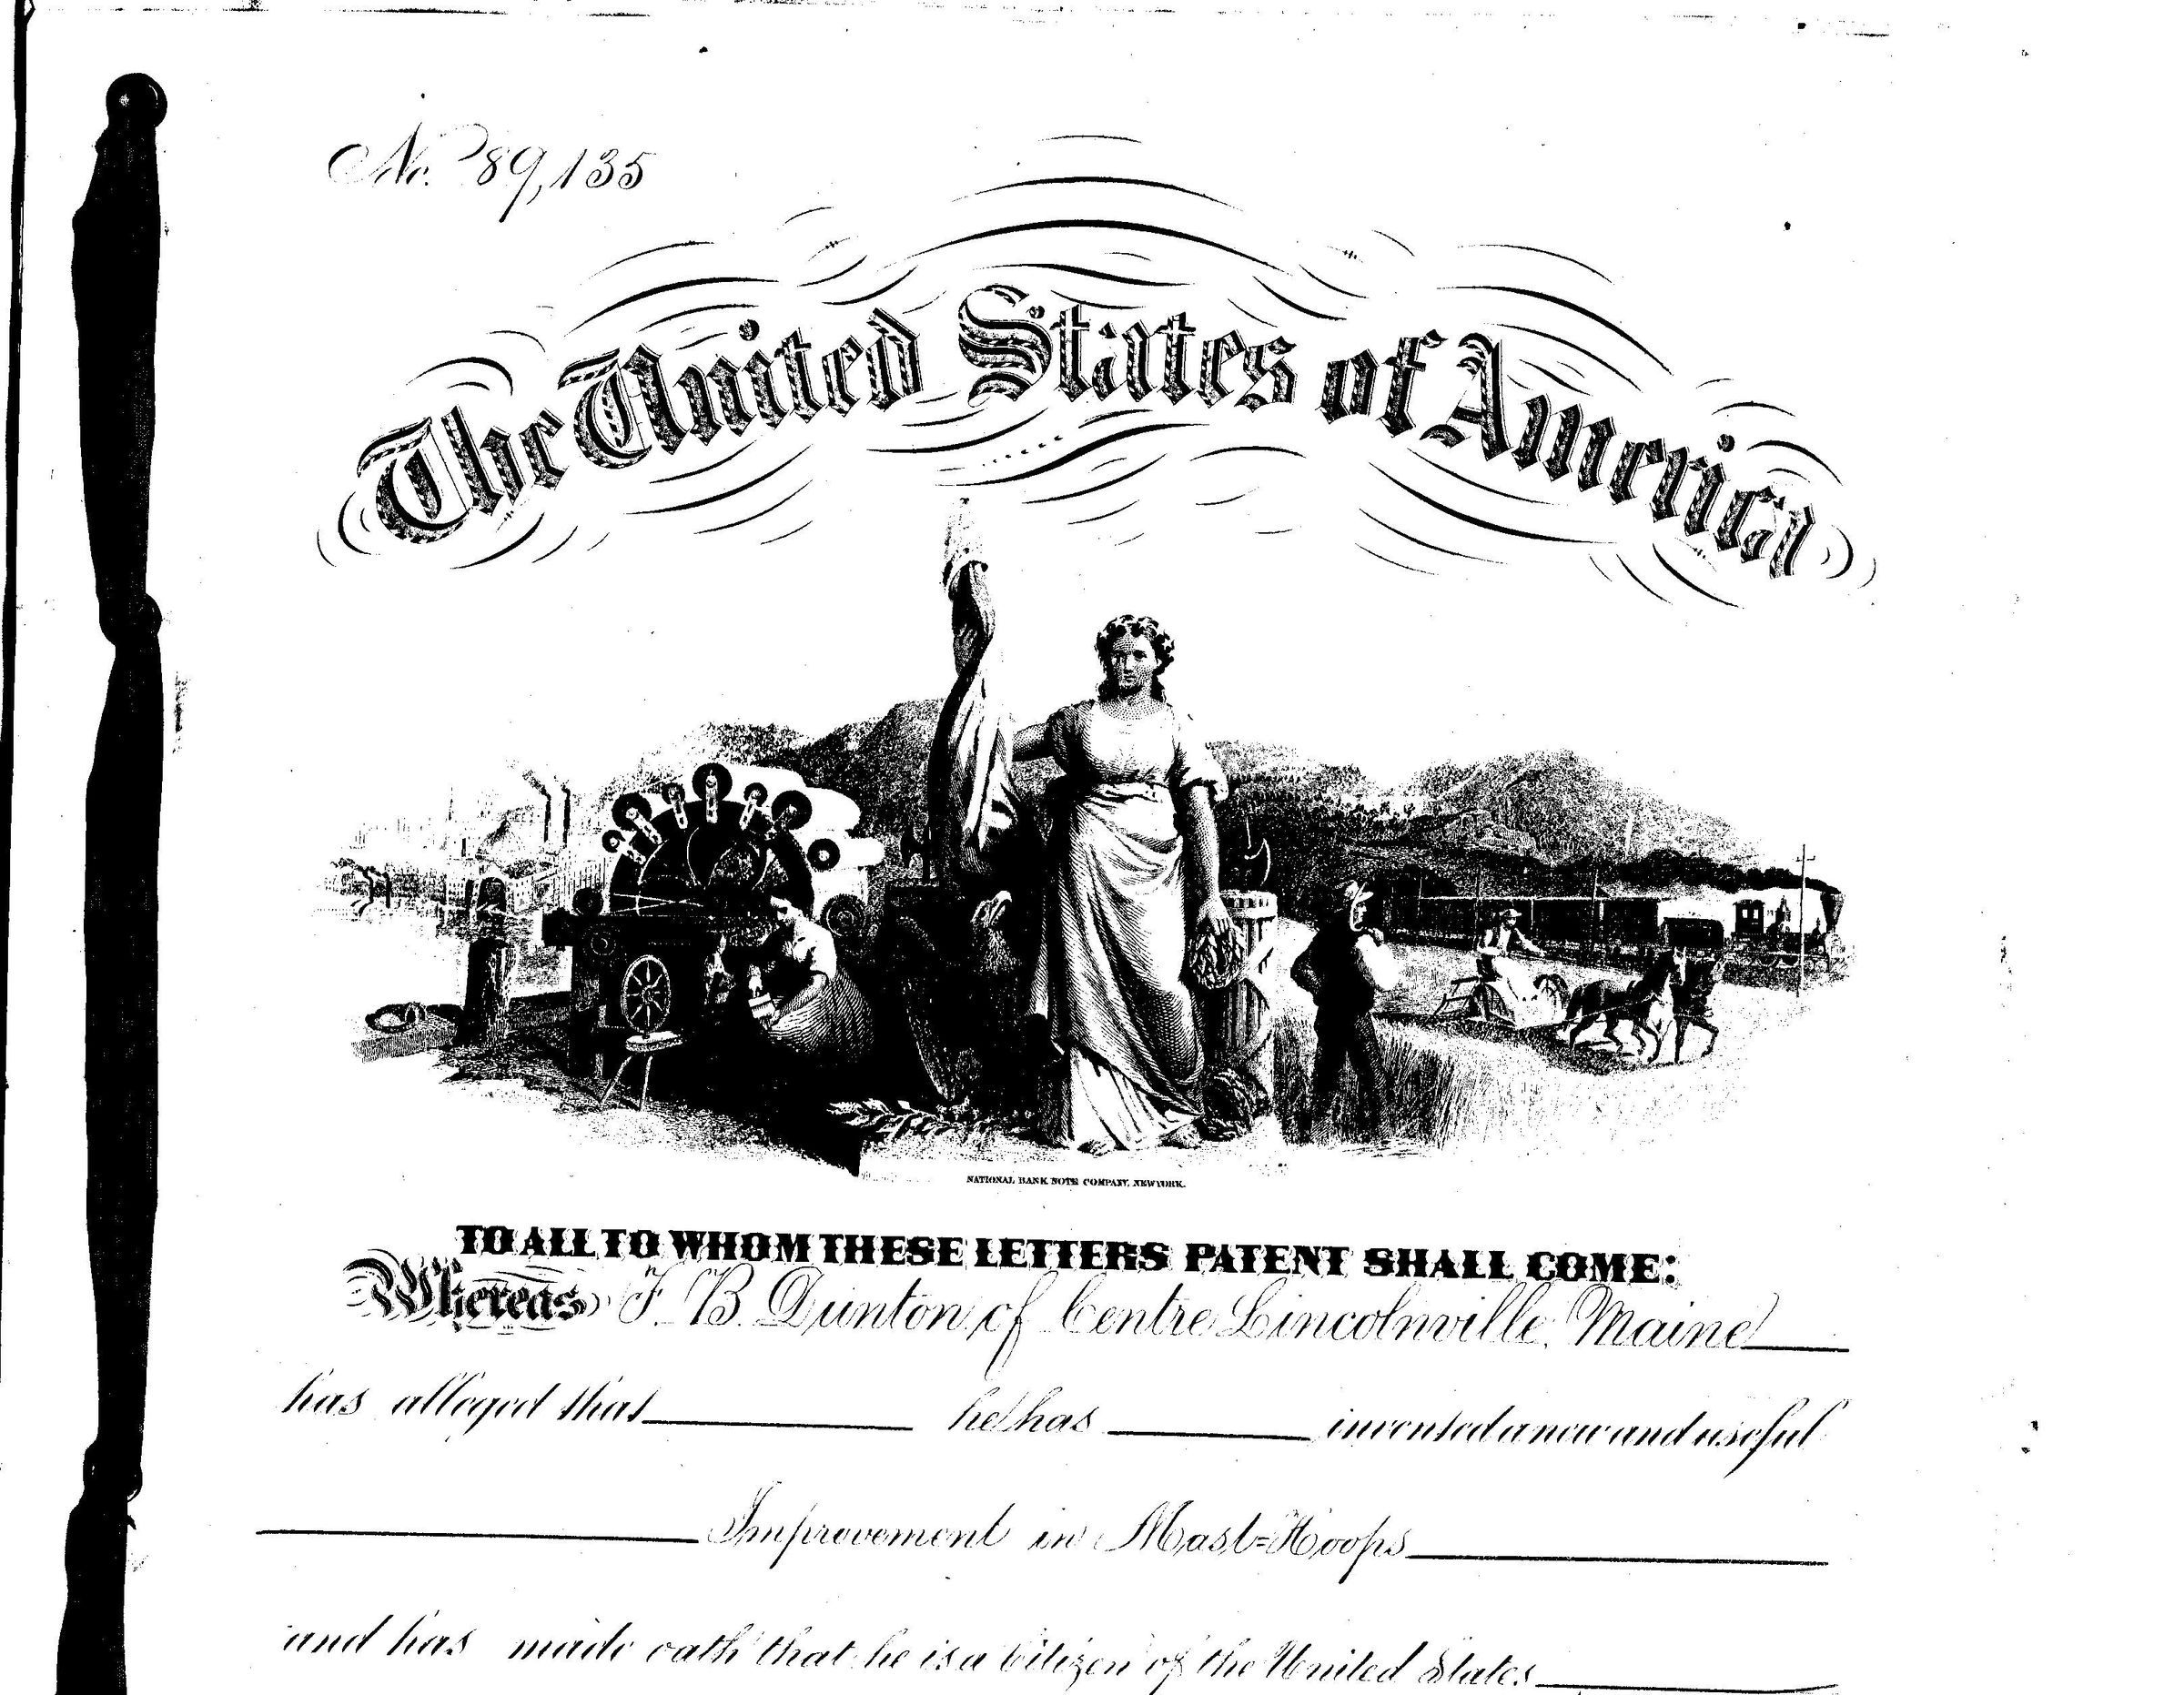 No. 89,135
The United States of America
NATIONAL BANK NOTE COMPANY, NEW YORK.
TO ALL TO WHOM THESE LETTERS PATENT SHALL COME:
Whereas F. B. Dunton of Centre Lincolnville, Maine
has alleged that he has invented a new and useful
Improvement in Mast-Hoops
and has made oath that he is a Citizen of the United States